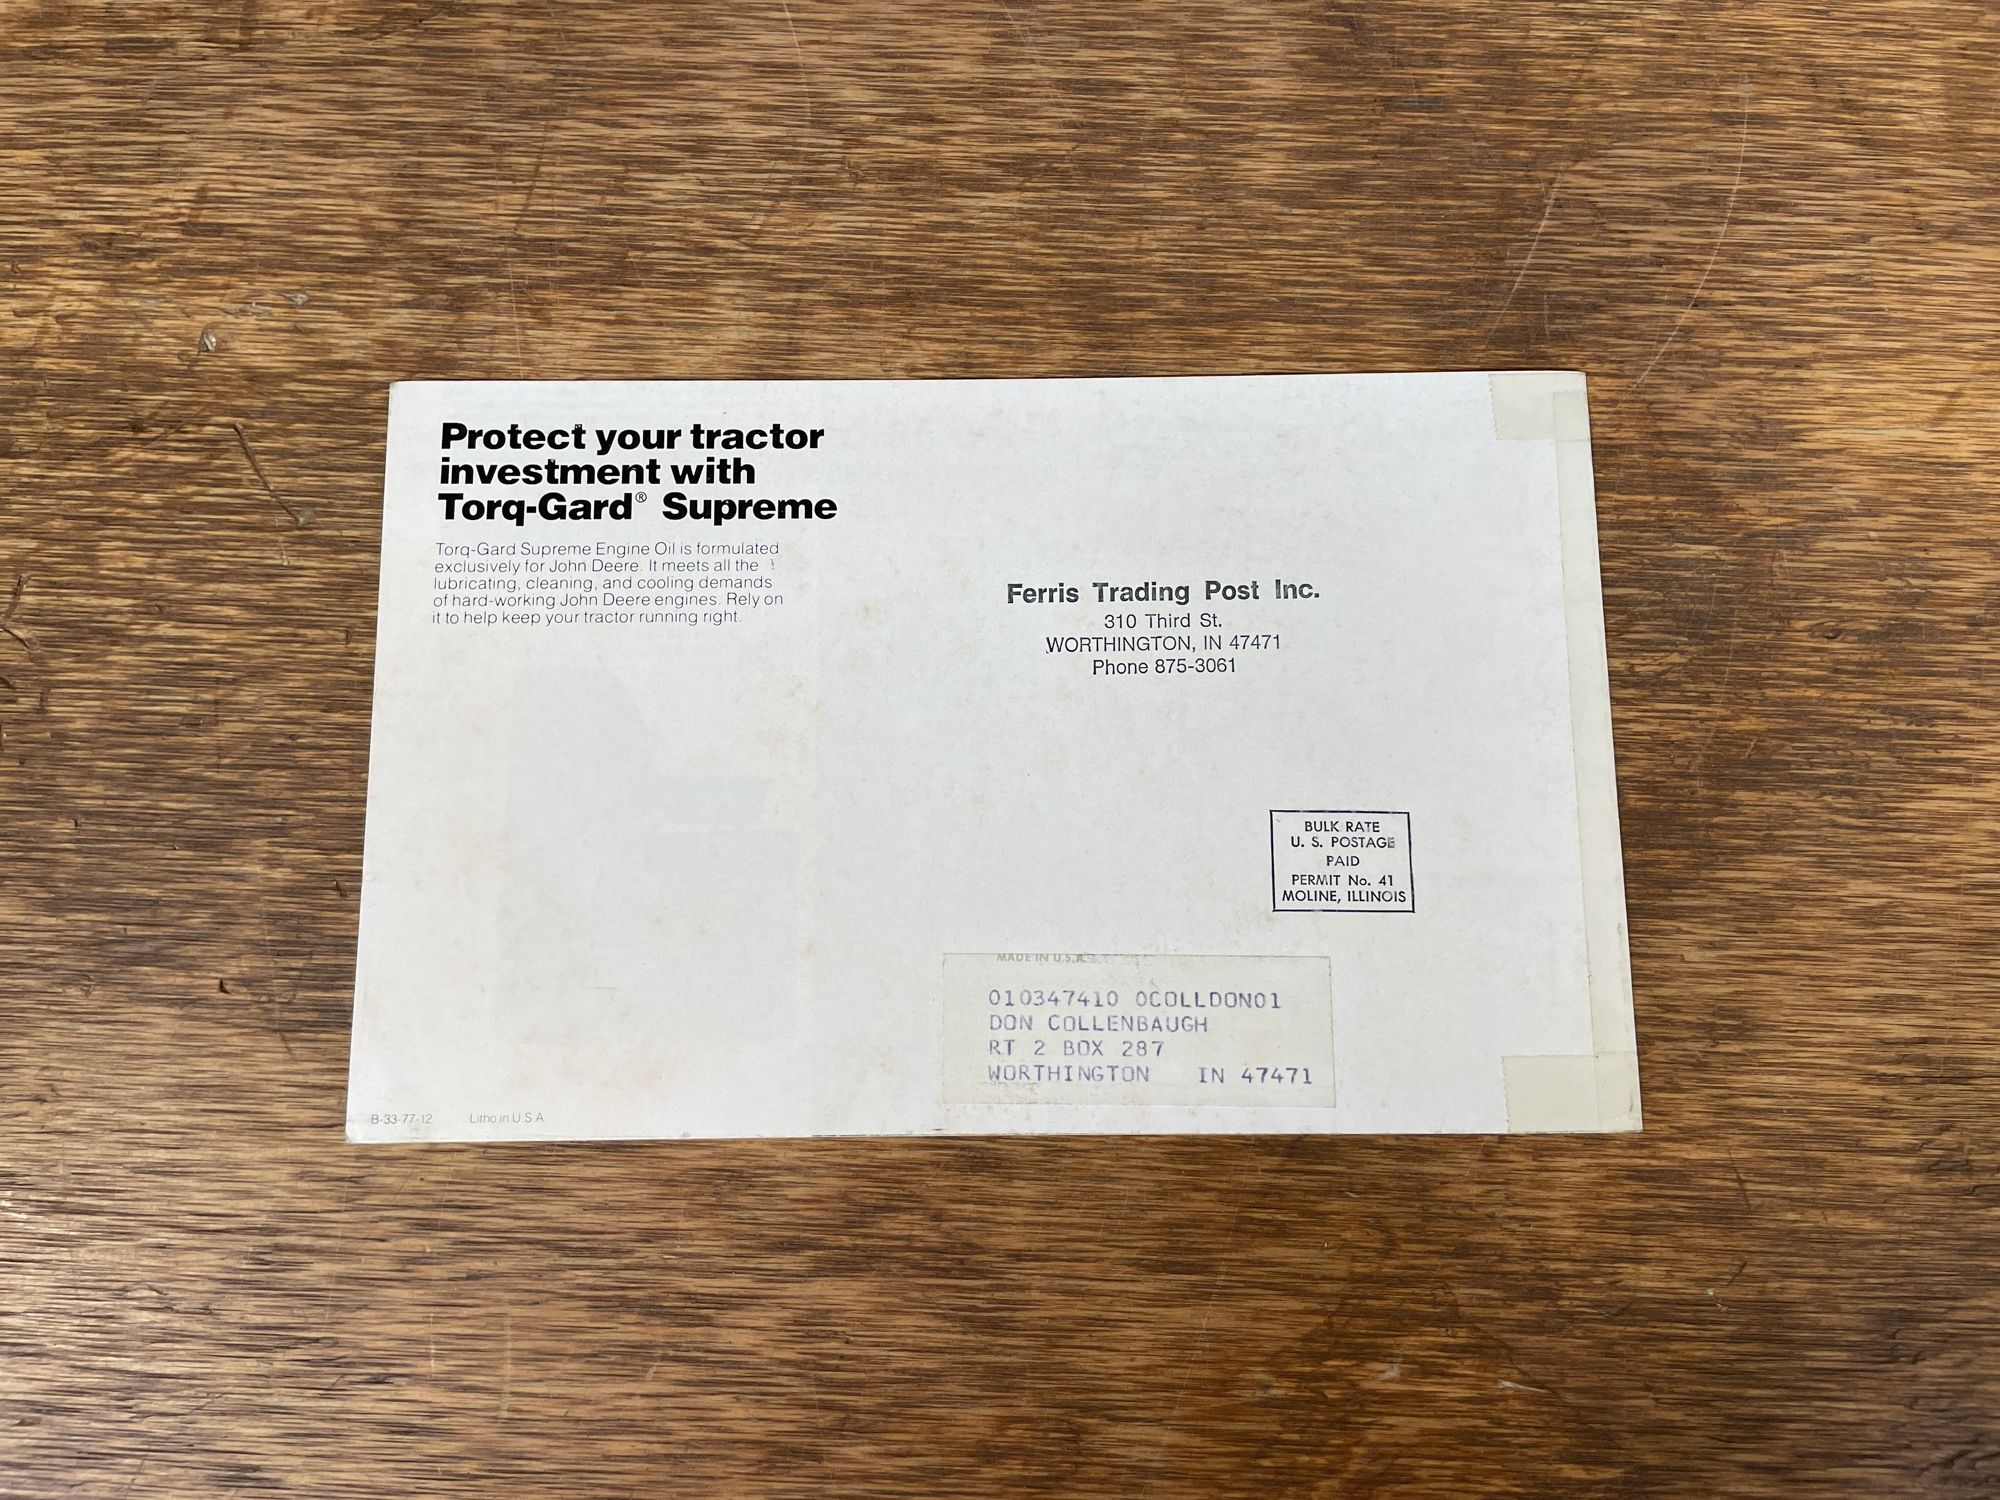 Protect your tractor
investment with
Torq-Gard® Supreme
Torq-Gard Supreme Engine Oil is formulated
exclusively for John Deere. It meets all the
lubricating, cleaning, and cooling demands
of hard-working John Deere engines. Rely on
it to help keep your tractor running right.
Ferris Trading Post Inc.
310 Third St.
WORTHINGTON, IN 47471
Phone 875-3061
BULK RATE
U. S. POSTAGE
PAID
PERMIT No. 41
MOLINE, ILLINOIS
MADE IN U.S.A.
010347410 OCOLLDON01
DON COLLENBAUGH
RT 2 BOX 287
WORTHINGTON IN 47471
B-33-77-12 Litho in U S A